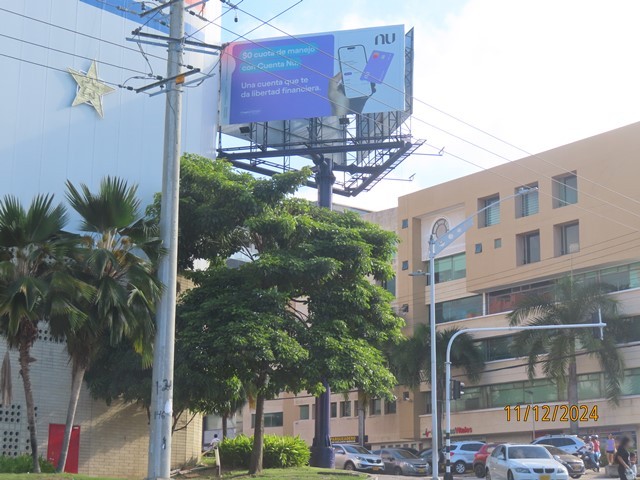 nu
$0 cuota de manejo
con Cuenta Nu.
Una cuenta que te
da libertad financiera.
11/12/2024